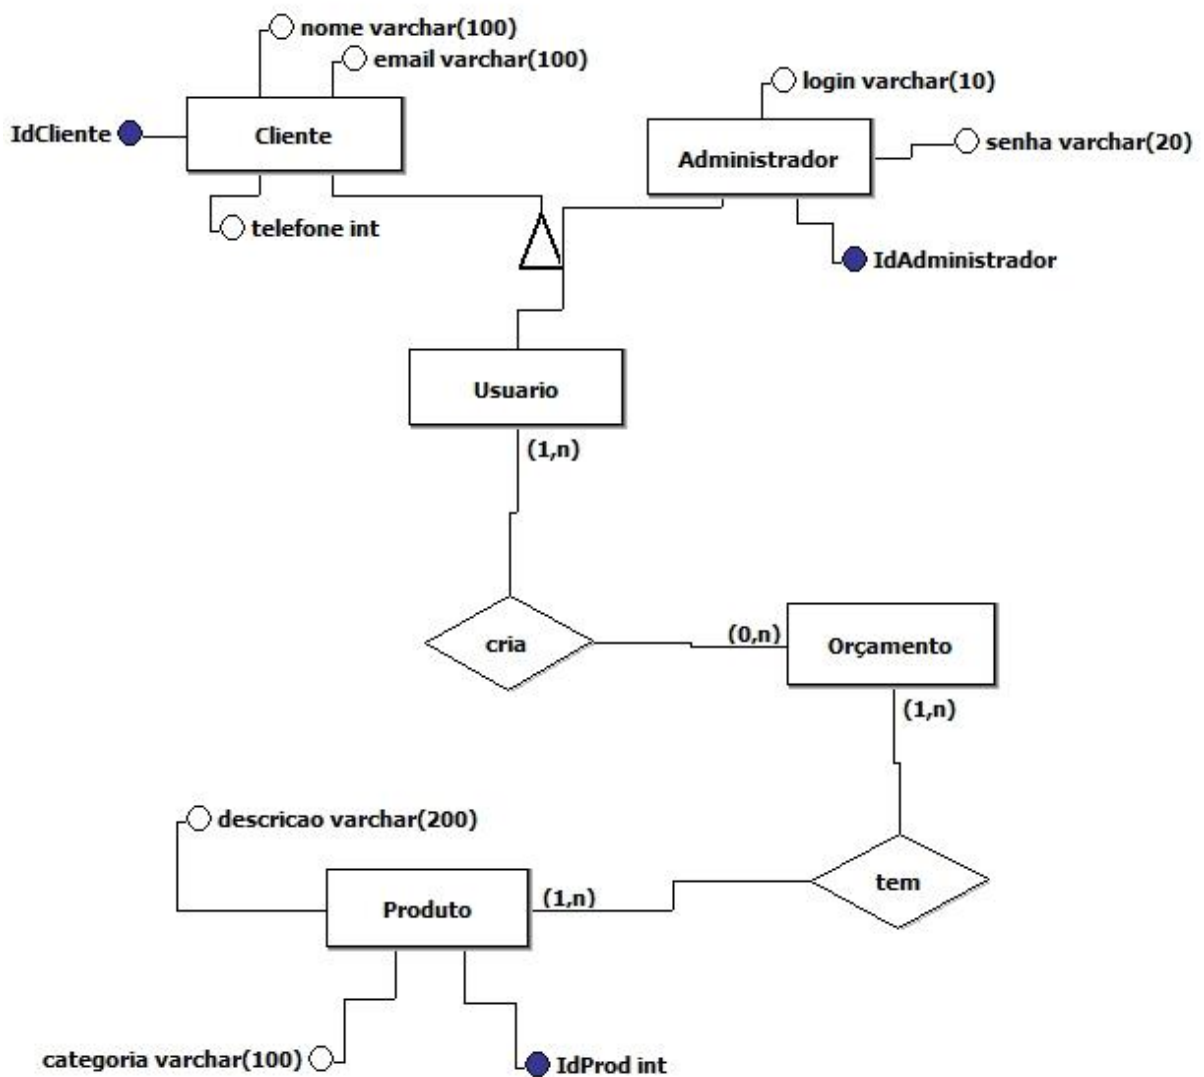 nome varchar(100)
email varchar(100)
login varchar(10)
IdCliente
Cliente
senha varchar(20)
Administrador
telefone int
IdAdministrador
Usuario
(1,n)
cria
(0,n)
Orçamento
(1,n)
descricao varchar(200)
tem
Produto
(1,n)
categoria varchar(100)
IdProd int